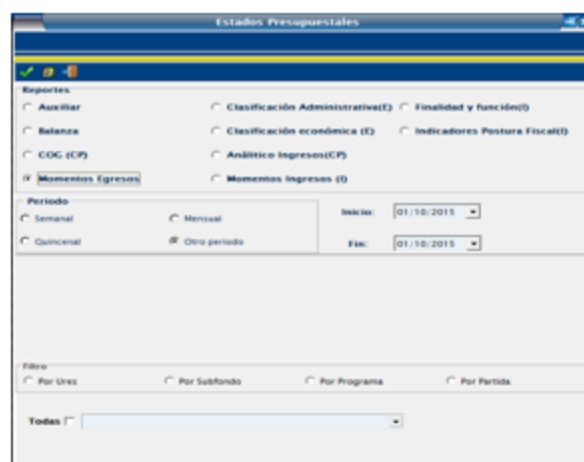 Estados Presupuestales
Reportes
Auxiliar
Clasificación Administrativa(E)
Finalidad y función(I)
Balanza
Clasificación económica (E)
Indicadores Postura Fiscal(I)
COG (CP)
Análitico Ingresos(CP)
Momentos Egresos
Momentos Ingresos (I)
Periodo
Semanal
Mensual
Inicio: 01/10/2015
Quincenal
Otro periodo
Fin: 01/10/2015
Filtro
Por Ures
Por Subfondo
Por Programa
Por Partida
Todas